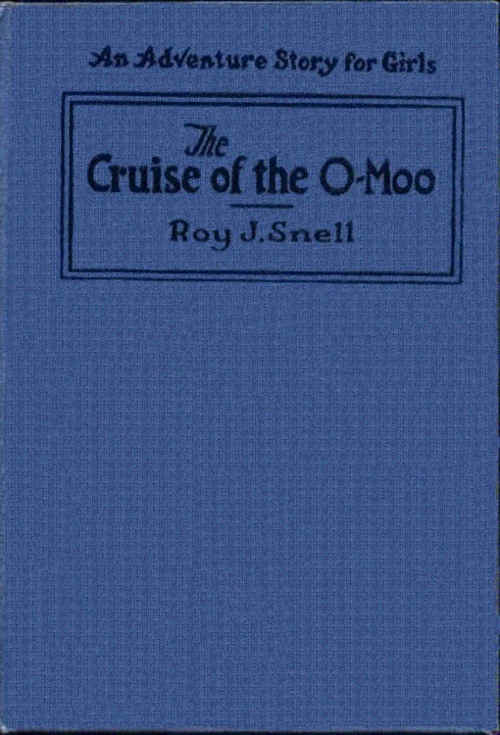 An Adventure Story for Girls
The
Cruise of the O-Moo
Roy J. Snell